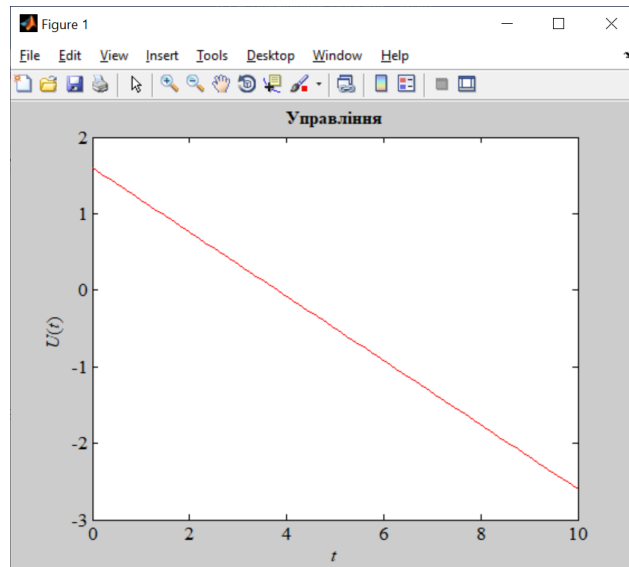 Figure 1
File Edit View Insert Tools Desktop Window Help
Управління
2
1
0
-1
-2
-3
U(t)
0 2 4 6 8 10
t